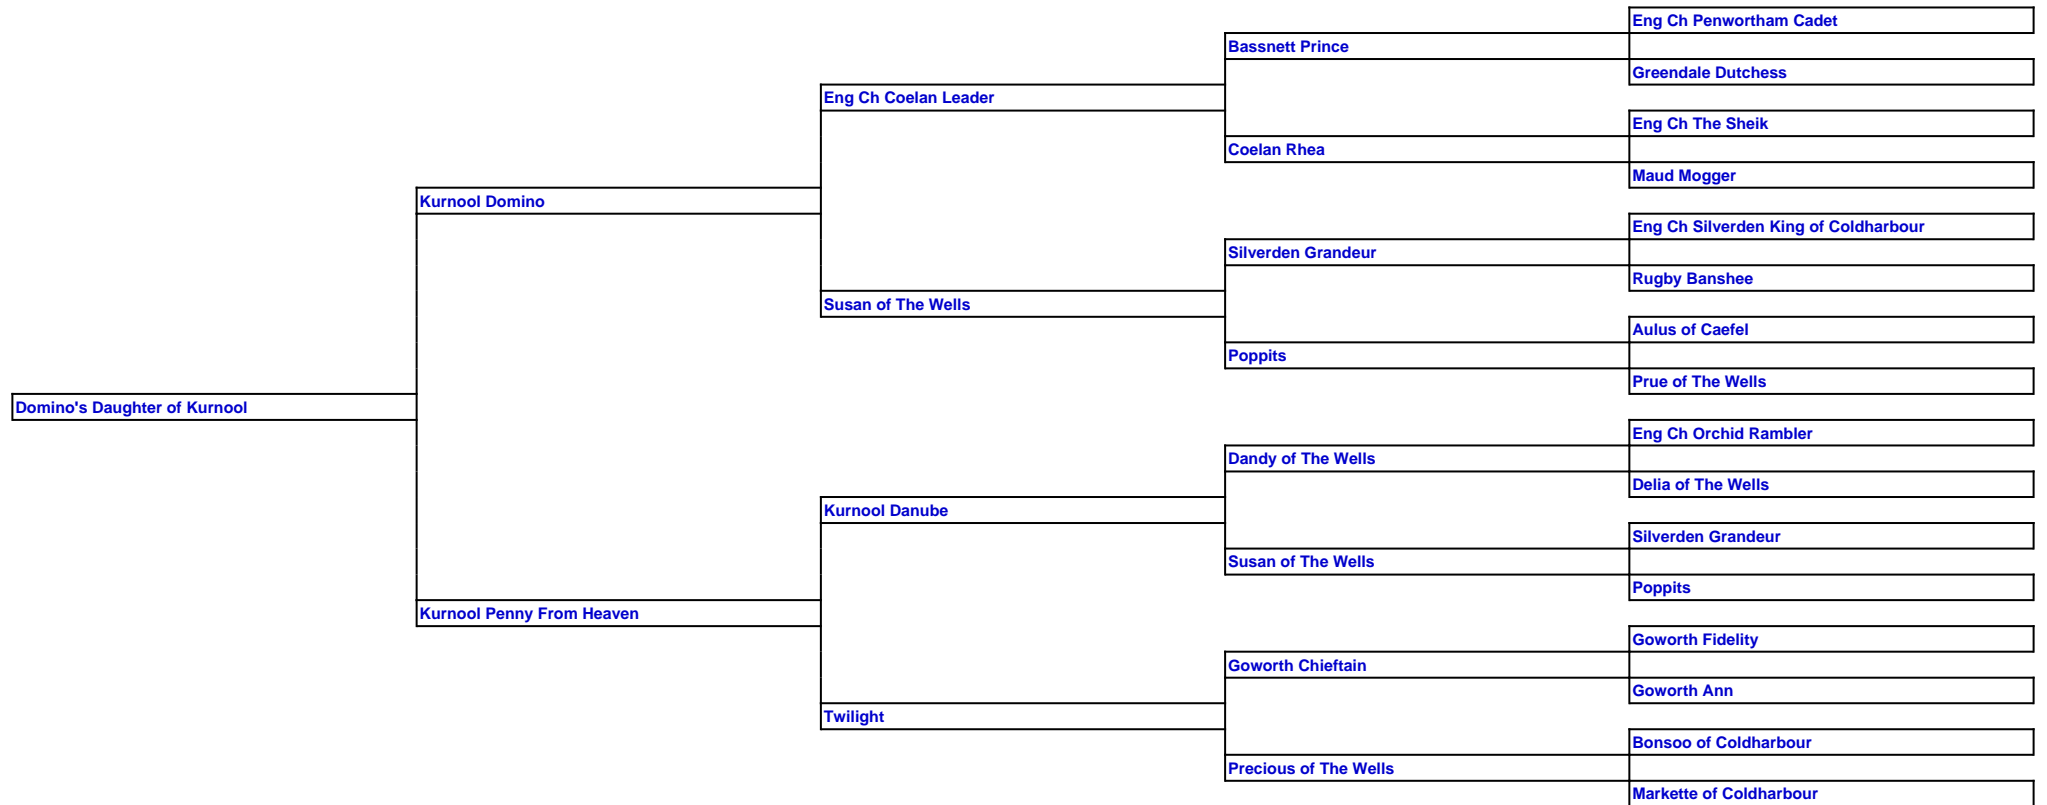 Eng Ch Penwortham Cadet
Bassnett Prince
Greendale Dutchess
Eng Ch Coelan Leader
Eng Ch The Sheik
Coelan Rhea
Maud Mogger
Kurnool Domino
Eng Ch Silverden King of Coldharbour
Silverden Grandeur
Rugby Banshee
Susan of The Wells
Aulus of Caefel
Poppits
Prue of The Wells
Domino's Daughter of Kurnool
Eng Ch Orchid Rambler
Dandy of The Wells
Delia of The Wells
Kurnool Danube
Silverden Grandeur
Susan of The Wells
Poppits
Kurnool Penny From Heaven
Goworth Fidelity
Goworth Chieftain
Goworth Ann
Twilight
Bonsoo of Coldharbour
Precious of The Wells
Markette of Coldharbour